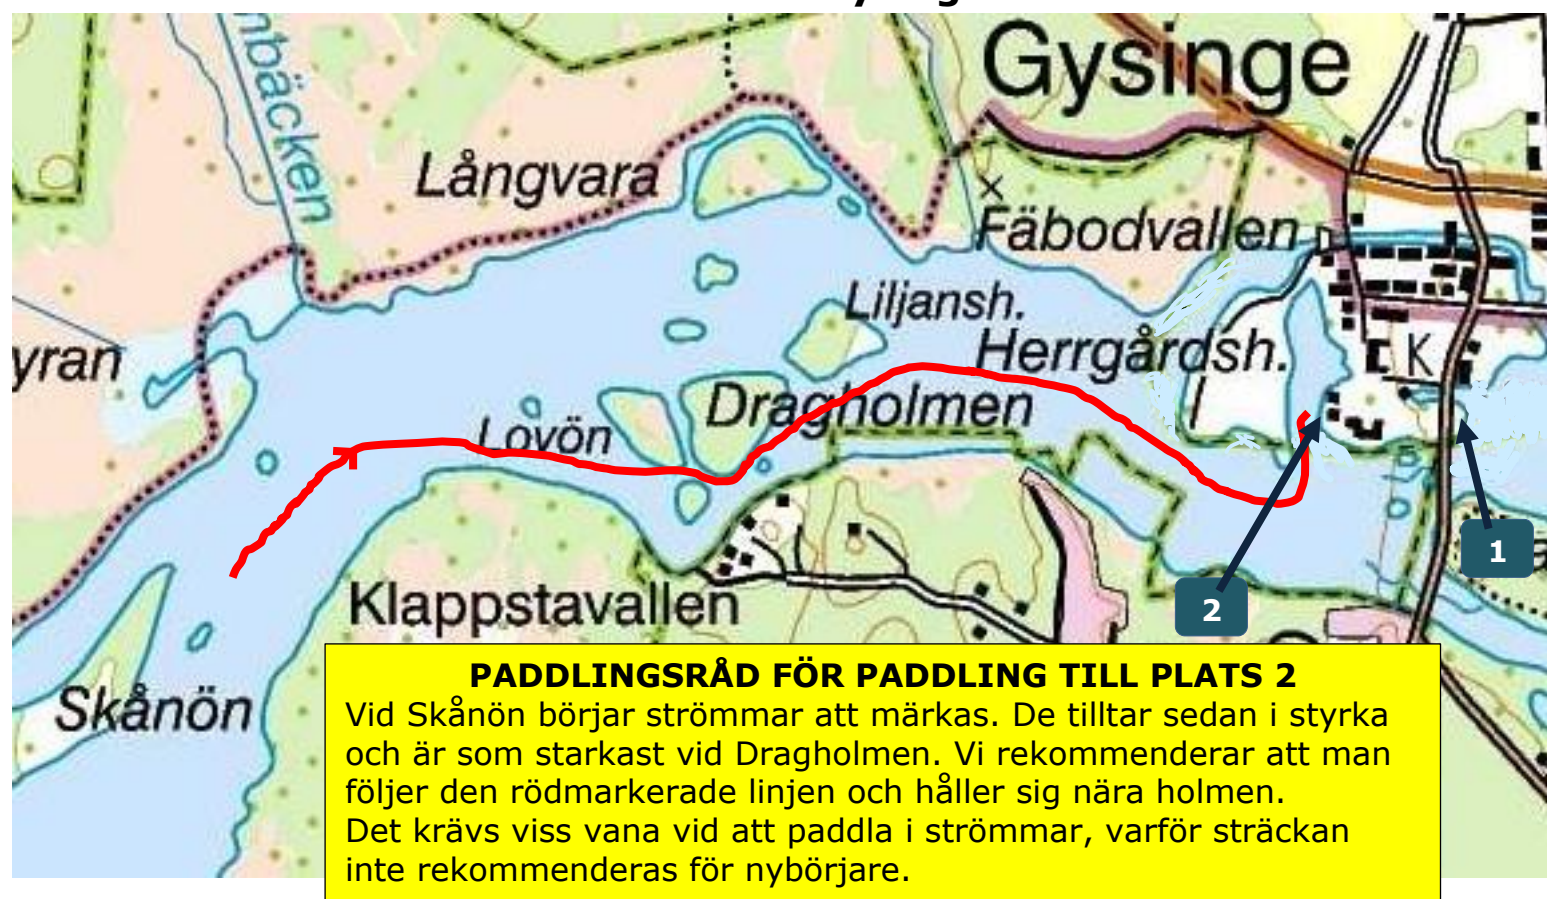 Gysinge
nbäcken
Långvara
Fäbodvallen
Liljansh.
Herrgårdsh.
K
yran
Dragholmen
Lovön
1
2
Klappstavallen
Skånön
PADDLINGSRÅD FÖR PADDLING TILL PLATS 2
Vid Skånön börjar strömmar att märkas. De tilltar sedan i styrka
och är som starkast vid Dragholmen. Vi rekommenderar att man
följer den rödmarkerade linjen och håller sig nära holmen.
Det krävs viss vana vid att paddla i strömmar, varför sträckan
inte rekommenderas för nybörjare.